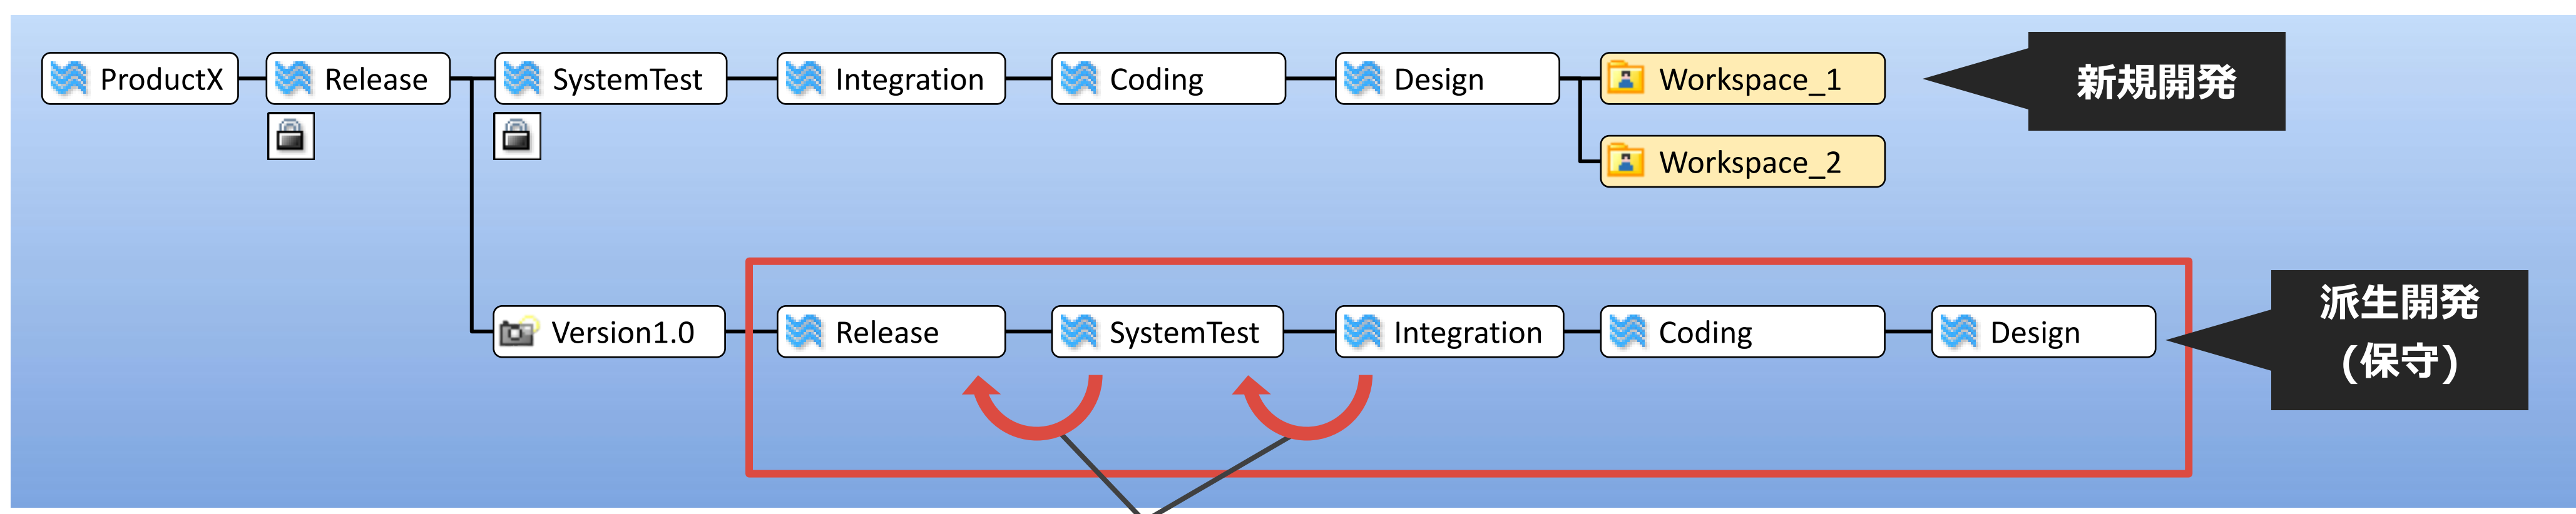 ProductX
Release
SystemTest
Integration
Coding
Design
Workspace_1
新規開発
Workspace_2
Version1.0
Release
SystemTest
Integration
Coding
Design
派生開発
(保守)